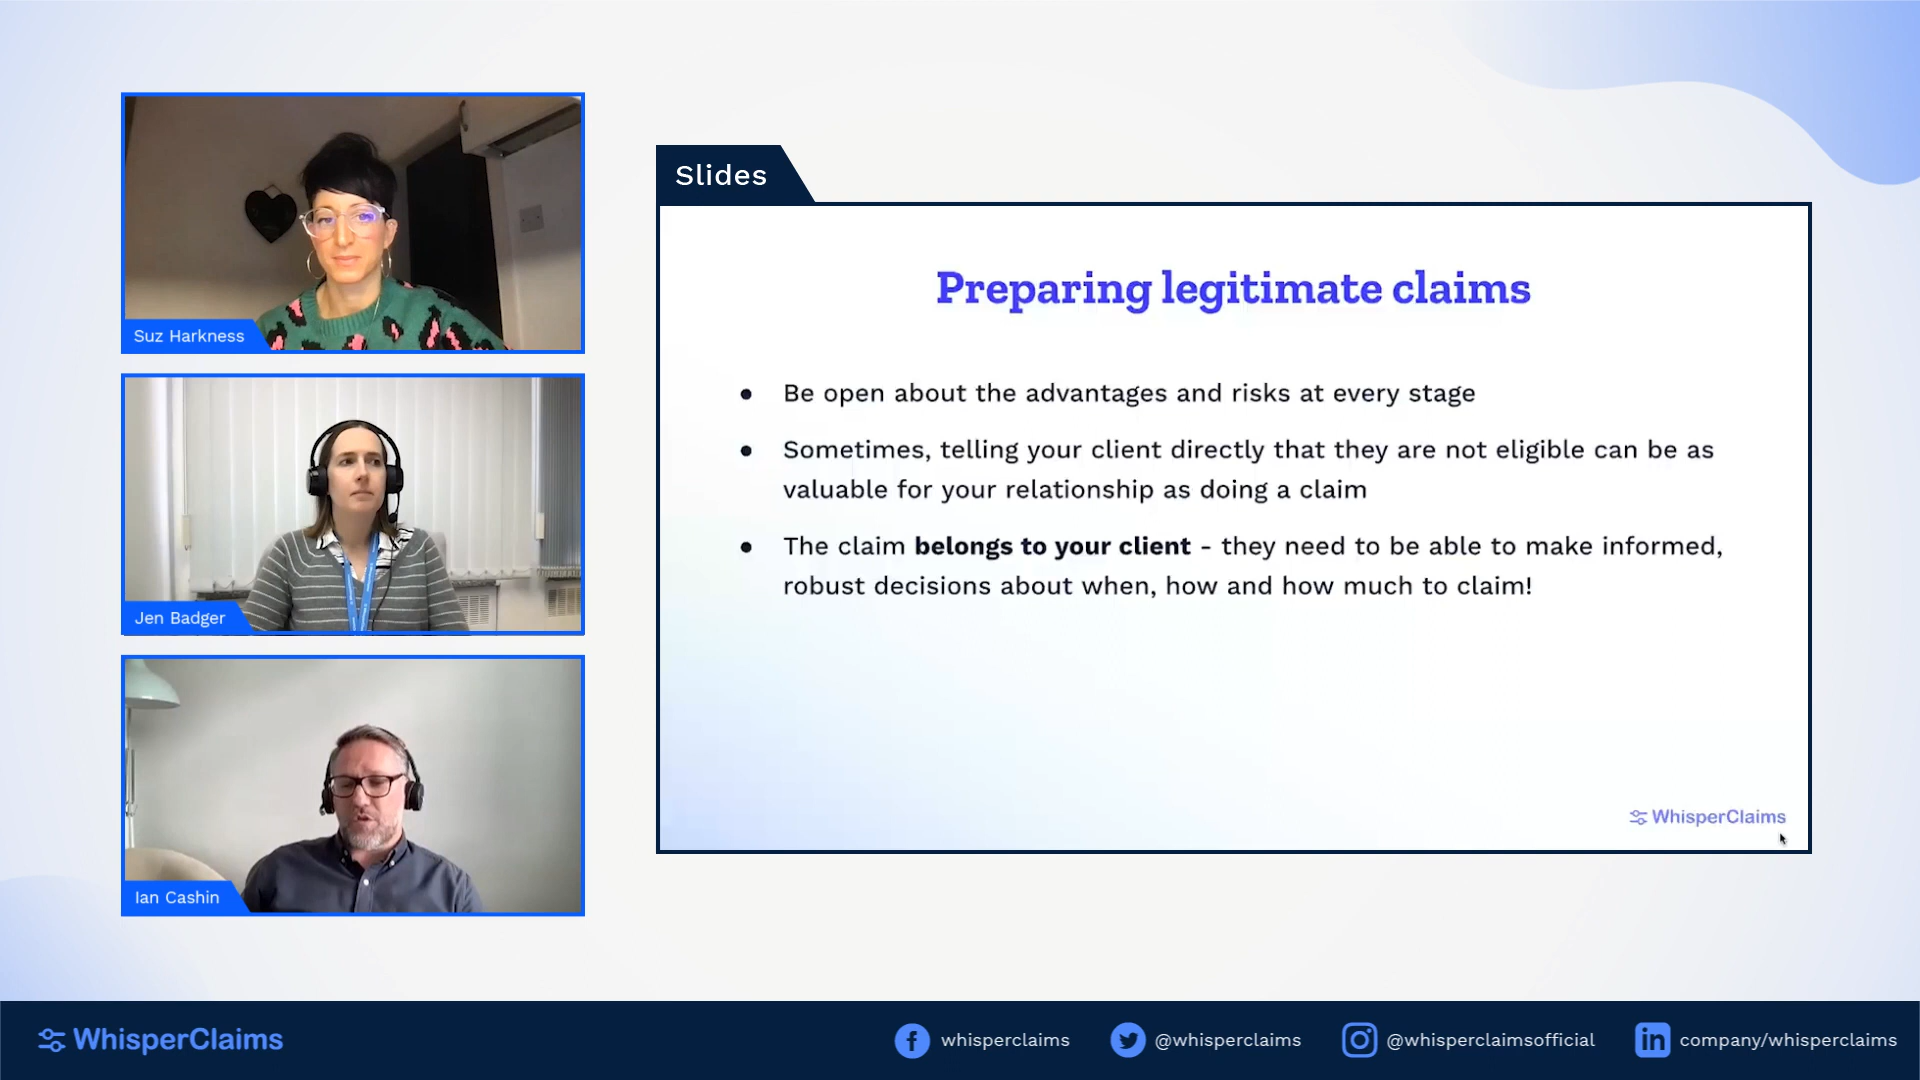 Suz Harkness
Jen Badger
Ian Cashin
Slides
Preparing legitimate claims
● Be open about the advantages and risks at every stage
● Sometimes, telling your client directly that they are not eligible can be as
valuable for your relationship as doing a claim
● The claim belongs to your client - they need to be able to make informed,
robust decisions about when, how and how much to claim!
WhisperClaims
WhisperClaims
whisperclaims
@whisperclaims
@whisperclaimsofficial
company/whisperclaims